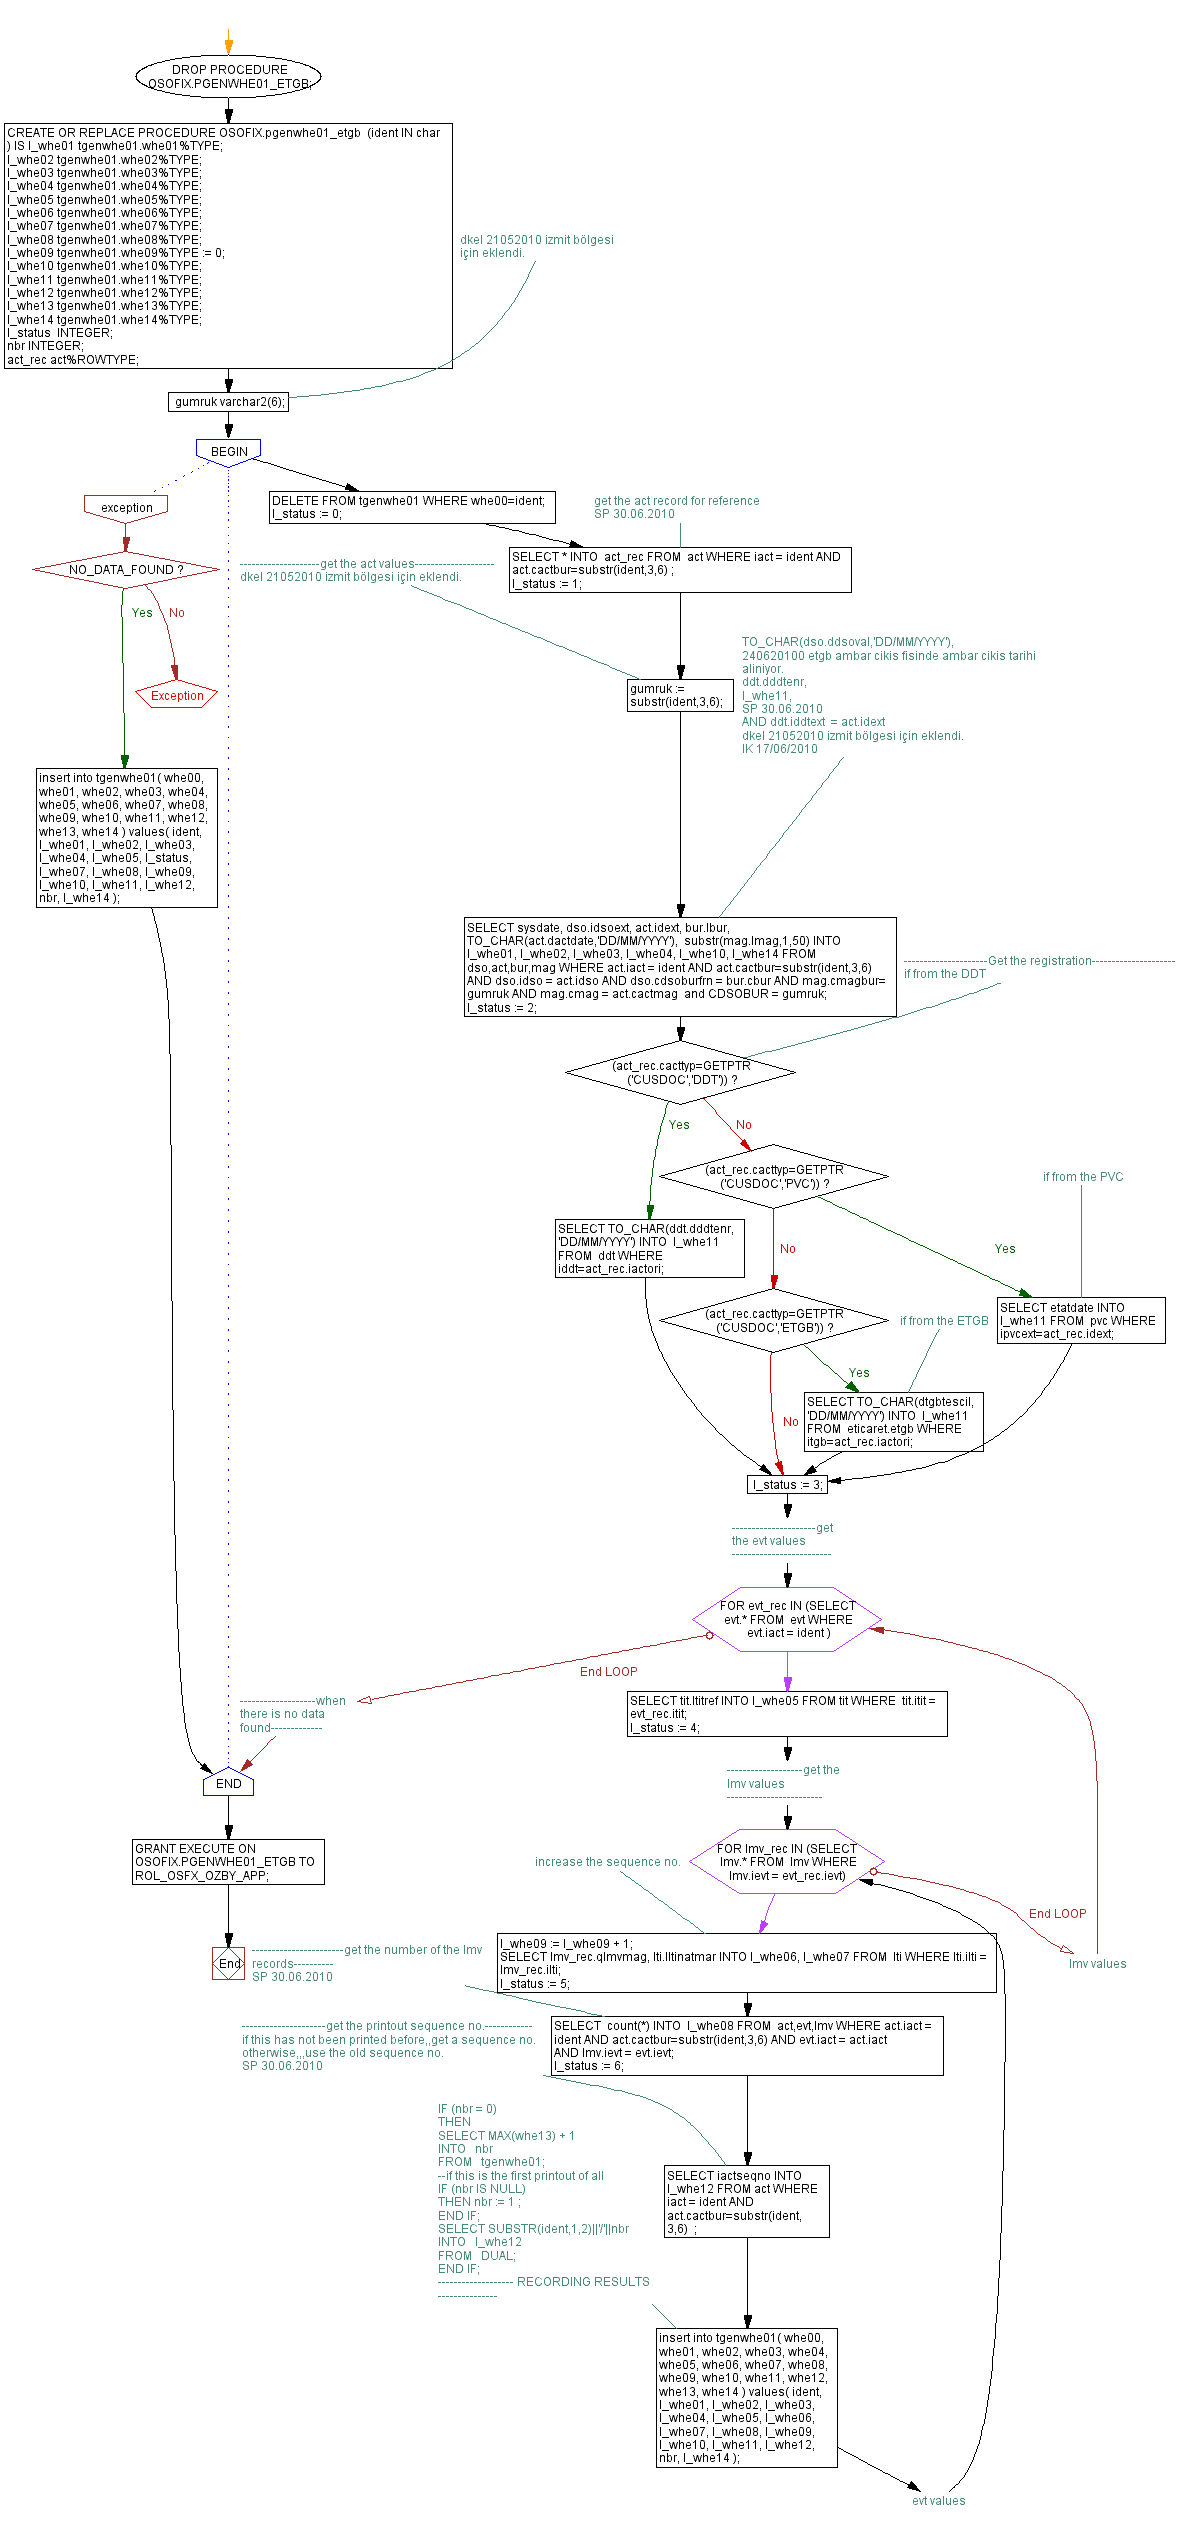 DROP PROCEDURE
OSOFIX.PGENWHE01_ETGB;
CREATE OR REPLACE PROCEDURE OSOFIX.pgenwhe01_etgb (ident IN char
) IS l_whe01 tgenwhe01.whe01%TYPE;
l_whe02 tgenwhe01.whe02%TYPE;
l_whe03 tgenwhe01.whe03%TYPE;
l_whe04 tgenwhe01.whe04%TYPE;
l_whe05 tgenwhe01.whe05%TYPE;
l_whe06 tgenwhe01.whe06%TYPE;
l_whe07 tgenwhe01.whe07%TYPE;
l_whe08 tgenwhe01.whe08%TYPE;
l_whe09 tgenwhe01.whe09%TYPE := 0;
l_whe10 tgenwhe01.whe10%TYPE;
l_whe11 tgenwhe01.whe11%TYPE;
l_whe12 tgenwhe01.whe12%TYPE;
l_whe13 tgenwhe01.whe13%TYPE;
l_whe14 tgenwhe01.whe14%TYPE;
l_status INTEGER;
nbr INTEGER;
act_rec act%ROWTYPE;
dkel 21052010 izmit bölgesi
için eklendi.
gumruk varchar2(6);
BEGIN
exception
NO_DATA_FOUND ?
Yes
No
Exception
insert into tgenwhe01( whe00,
whe01, whe02, whe03, whe04,
whe05, whe06, whe07, whe08,
whe09, whe10, whe11, whe12,
whe13, whe14 ) values( ident,
l_whe01, l_whe02, l_whe03,
l_whe04, l_whe05, l_status,
l_whe07, l_whe08, l_whe09,
l_whe10, l_whe11, l_whe12,
nbr, l_whe14 );
DELETE FROM tgenwhe01 WHERE whe00=ident;
l_status := 0;
get the act record for reference
SP 30.06.2010
SELECT * INTO act_rec FROM act WHERE iact = ident AND
act.cactbur=substr(ident,3,6) ;
l_status := 1;
--------------------get the act values--------------------
dkel 21052010 izmit bölgesi için eklendi.
gumruk :=
substr(ident,3,6);
TO_CHAR(dso.ddsoval,'DD/MM/YYYY'),
240620100 etgb ambar cikis fisinde ambar cikis tarihi
aliniyor.
ddt.dddtenr,
l_whe11,
SP 30.06.2010
AND ddt.iddtext = act.idext
dkel 21052010 izmit bölgesi için eklendi.
IK 17/06/2010
SELECT sysdate, dso.idsoext, act.idext, bur.lbur,
TO_CHAR(act.dactdate,'DD/MM/YYYY'), substr(mag.lmag,1,50) INTO
l_whe01, l_whe02, l_whe03, l_whe04, l_whe10, l_whe14 FROM
dso,act,bur,mag WHERE act.iact = ident AND act.cactbur=substr(ident,3,6)
AND dso.idso = act.idso AND dso.cdsoburfrn = bur.cbur AND mag.cmagbur=
gumruk AND mag.cmag = act.cactmag and CDSOBUR = gumruk;
l_status := 2;
---------------------Get the registration---------------------
if from the DDT
(act_rec.cacttyp=GETPTR
('CUSDOC','DDT')) ?
Yes
No
(act_rec.cacttyp=GETPTR
('CUSDOC','PVC')) ?
if from the PVC
SELECT TO_CHAR(ddt.dddtenr,
'DD/MM/YYYY') INTO l_whe11
FROM ddt WHERE
iddt=act_rec.iactori;
No
Yes
(act_rec.cacttyp=GETPTR
('CUSDOC','ETGB')) ?
if from the ETGB
SELECT etatdate INTO
l_whe11 FROM pvc WHERE
ipvcext=act_rec.idext;
Yes
No
SELECT TO_CHAR(dtgbtescil,
'DD/MM/YYYY') INTO l_whe11
FROM eticaret.etgb WHERE
itgb=act_rec.iactori;
l_status := 3;
---------------------get
the evt values
-------------------------
FOR evt_rec IN (SELECT
evt.* FROM evt WHERE
evt.iact = ident )
End LOOP
-------------------when
there is no data
found-------------
SELECT tit.ltitref INTO l_whe05 FROM tit WHERE tit.itit =
evt_rec.itit;
l_status := 4;
END
-------------------get the
lmv values
------------------------
GRANT EXECUTE ON
OSOFIX.PGENWHE01_ETGB TO
ROL_OSFX_OZBY_APP;
End
FOR lmv_rec IN (SELECT
lmv.* FROM lmv WHERE
lmv.ievt = evt_rec.ievt)
increase the sequence no.
End LOOP
lmv values
l_whe09 := l_whe09 + 1;
SELECT lmv_rec.qlmvmag, lti.lltinatmar INTO l_whe06, l_whe07 FROM lti WHERE lti.ilti =
lmv_rec.ilti;
l_status := 5;
-----------------------get the number of the lmv
records----------
SP 30.06.2010
SELECT count(*) INTO l_whe08 FROM act,evt,lmv WHERE act.iact =
ident AND act.cactbur=substr(ident,3,6) AND evt.iact = act.iact
AND lmv.ievt = evt.ievt;
l_status := 6;
---------------------get the printout sequence no.------------
if this has not been printed before,,get a sequence no.
otherwise,,,use the old sequence no.
SP 30.06.2010
IF (nbr = 0)
THEN
SELECT MAX(whe13) + 1
INTO nbr
FROM tgenwhe01;
--if this is the first printout of all
IF (nbr IS NULL)
THEN nbr := 1 ;
END IF;
SELECT SUBSTR(ident,1,2)||'/'||nbr
INTO l_whe12
FROM DUAL;
END IF;
------------------- RECORDING RESULTS
---------------
SELECT iactseqno INTO
l_whe12 FROM act WHERE
iact = ident AND
act.cactbur=substr(ident,
3,6) ;
insert into tgenwhe01( whe00,
whe01, whe02, whe03, whe04,
whe05, whe06, whe07, whe08,
whe09, whe10, whe11, whe12,
whe13, whe14 ) values( ident,
l_whe01, l_whe02, l_whe03,
l_whe04, l_whe05, l_whe06,
l_whe07, l_whe08, l_whe09,
l_whe10, l_whe11, l_whe12,
nbr, l_whe14 );
evt values